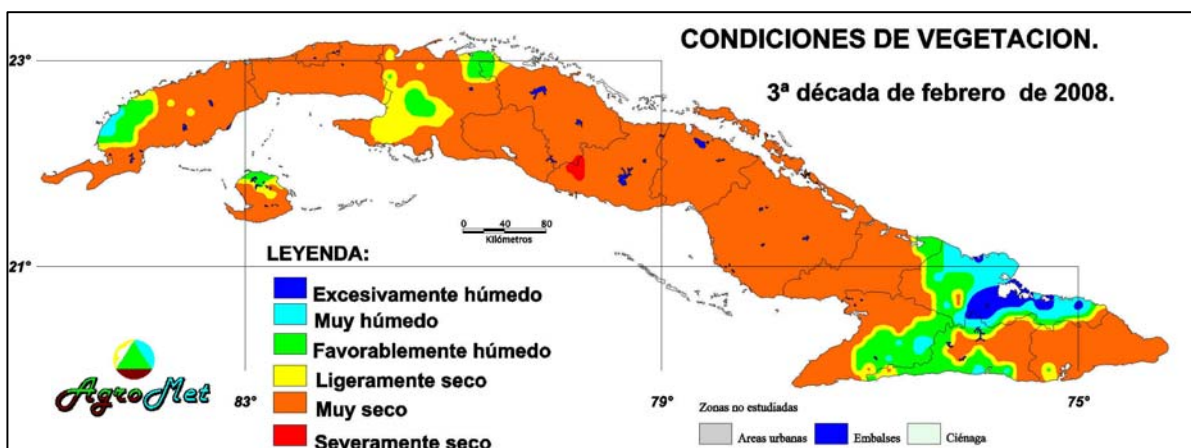 CONDICIONES DE VEGETACION.
3ª década de febrero de 2008.
23°
21°
0 40 80
Kilómetros
LEYENDA:
Excesivamente húmedo
Muy húmedo
Favorablemente húmedo
Ligeramente seco
Muy seco
Severamente seco
AgroMet
83°
79°
75°
Zonas no estudiadas
Areas urbanas
Embalses
Ciénaga